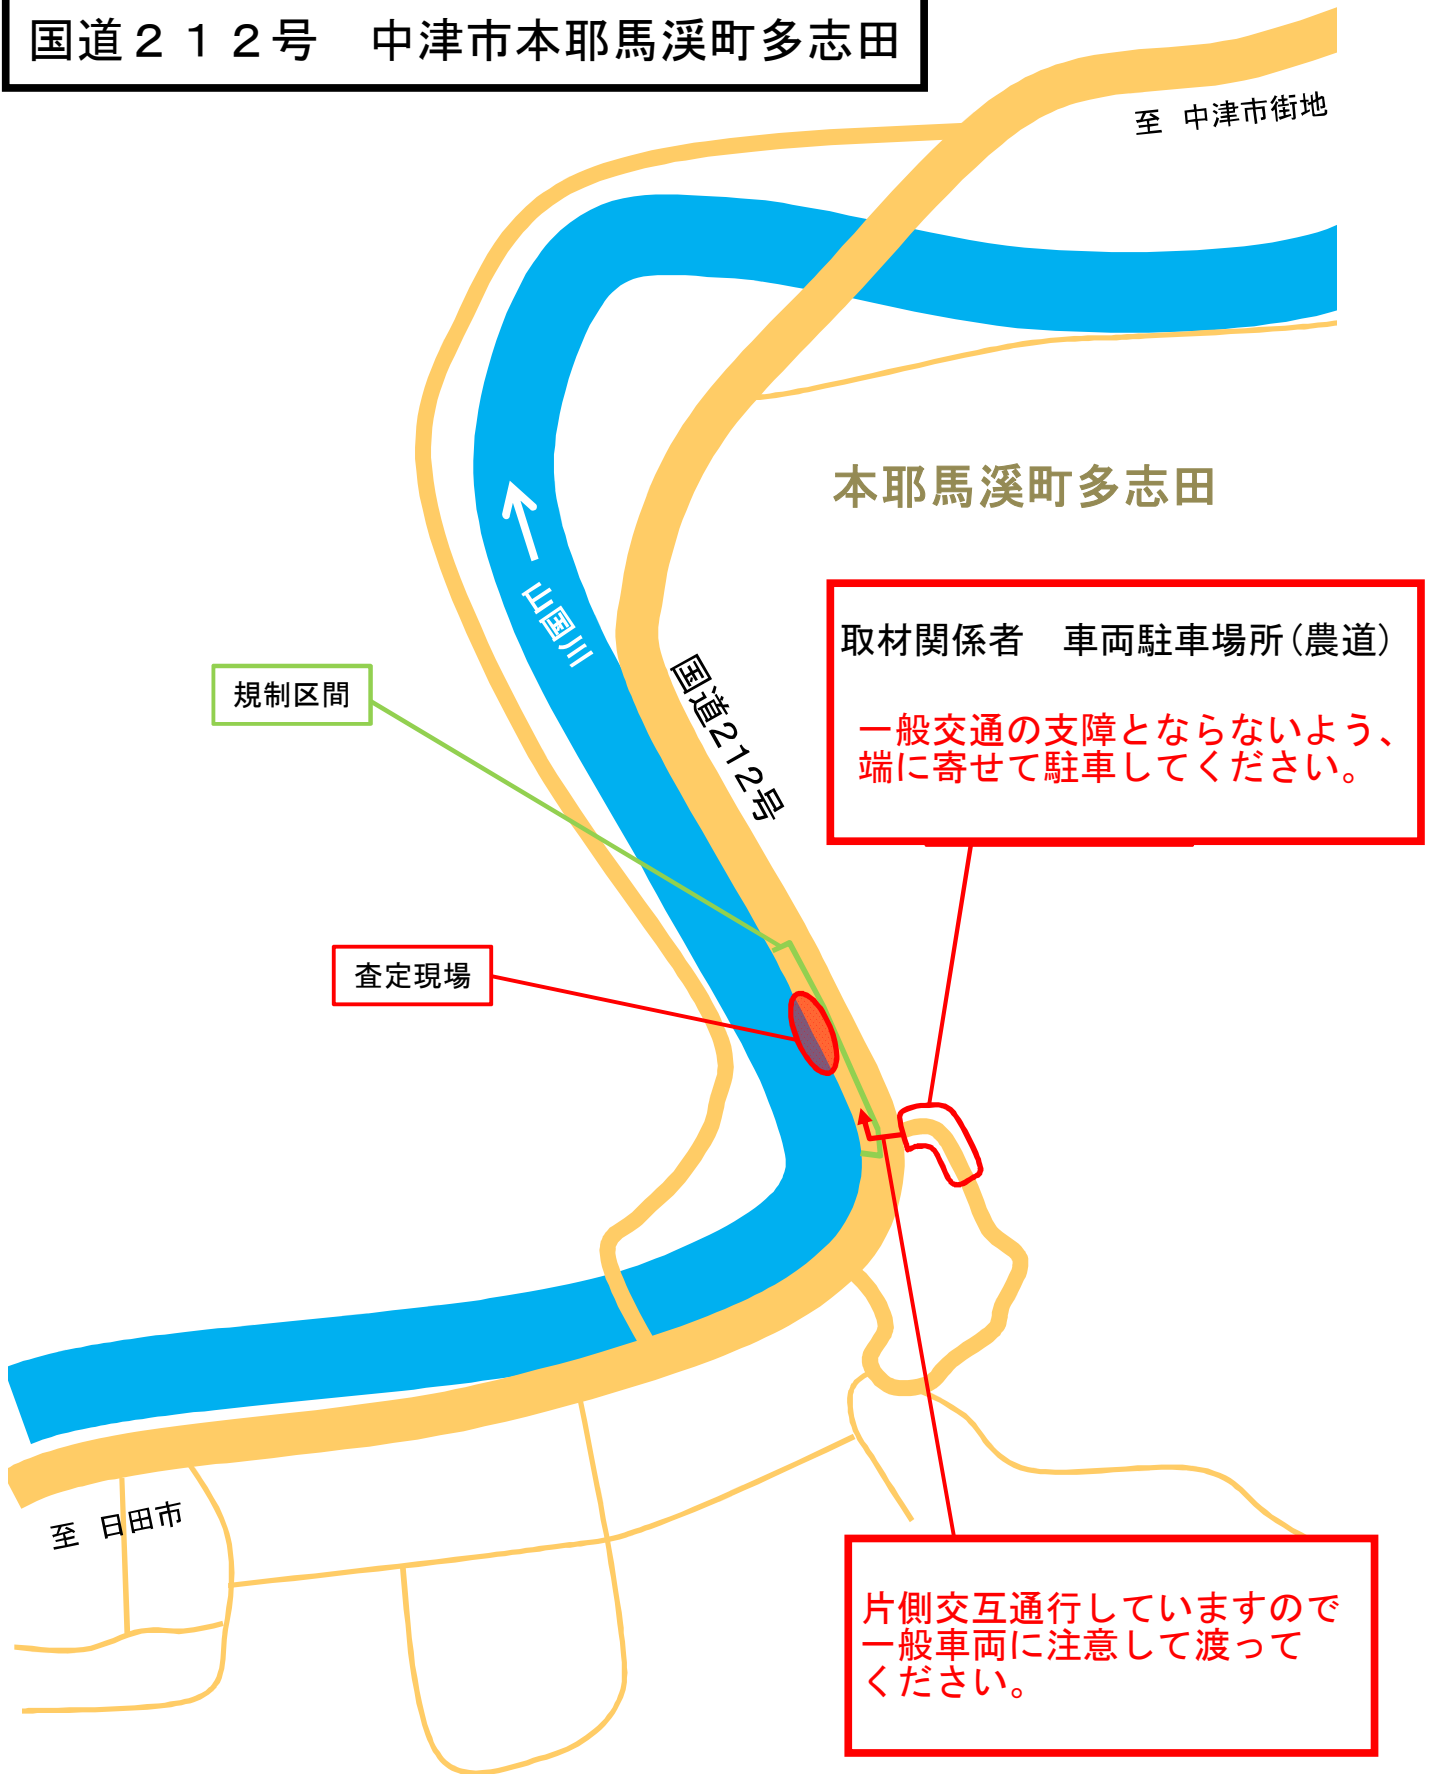 国道２１２号　中津市本耶馬渓町多志田
至　中津市街地
本耶馬渓町多志田
山国川
国道212号
取材関係者　車両駐車場所（農道）
一般交通の支障とならないよう、
端に寄せて駐車してください。
規制区間
査定現場
至　日田市
片側交互通行していますので
一般車両に注意して渡って
ください。